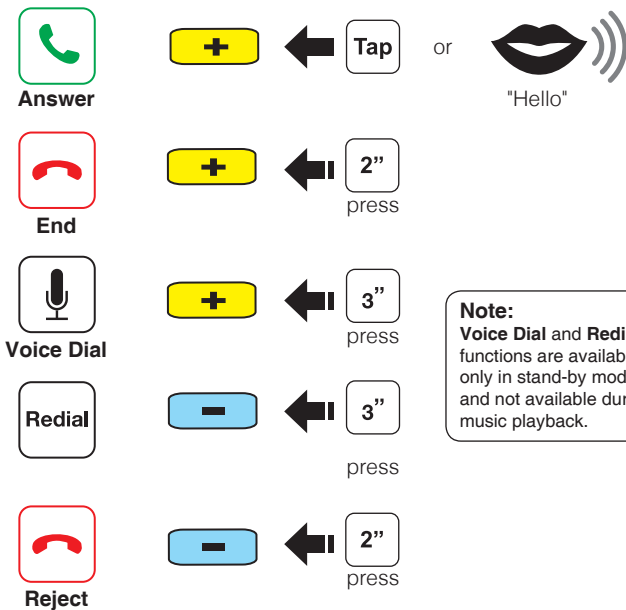 + Tap or
Answer "Hello"
+ 2”
press
End
+ 3”
press
Voice Dial
Note:
Voice Dial and
functions are
only in stand-by
and not available
music playback.
Redial - 3”
press
- 2”
press
Reject